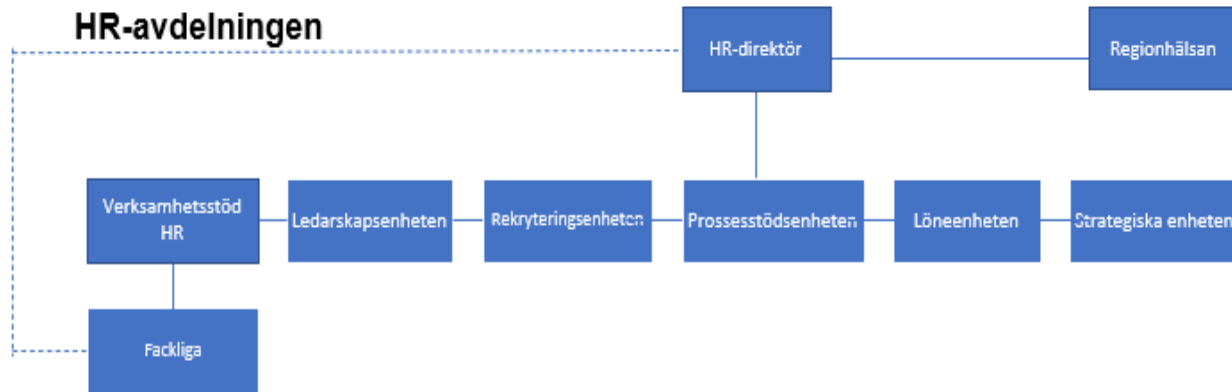 HR-avdelningen
HR-direktör
Regionhälsan
Verksamhetsstöd
HR
Ledarskapsenheten
Rekryteringsenheten
Prossesstödsenheten
Löneenheten
Strategiska enheten
Fackliga